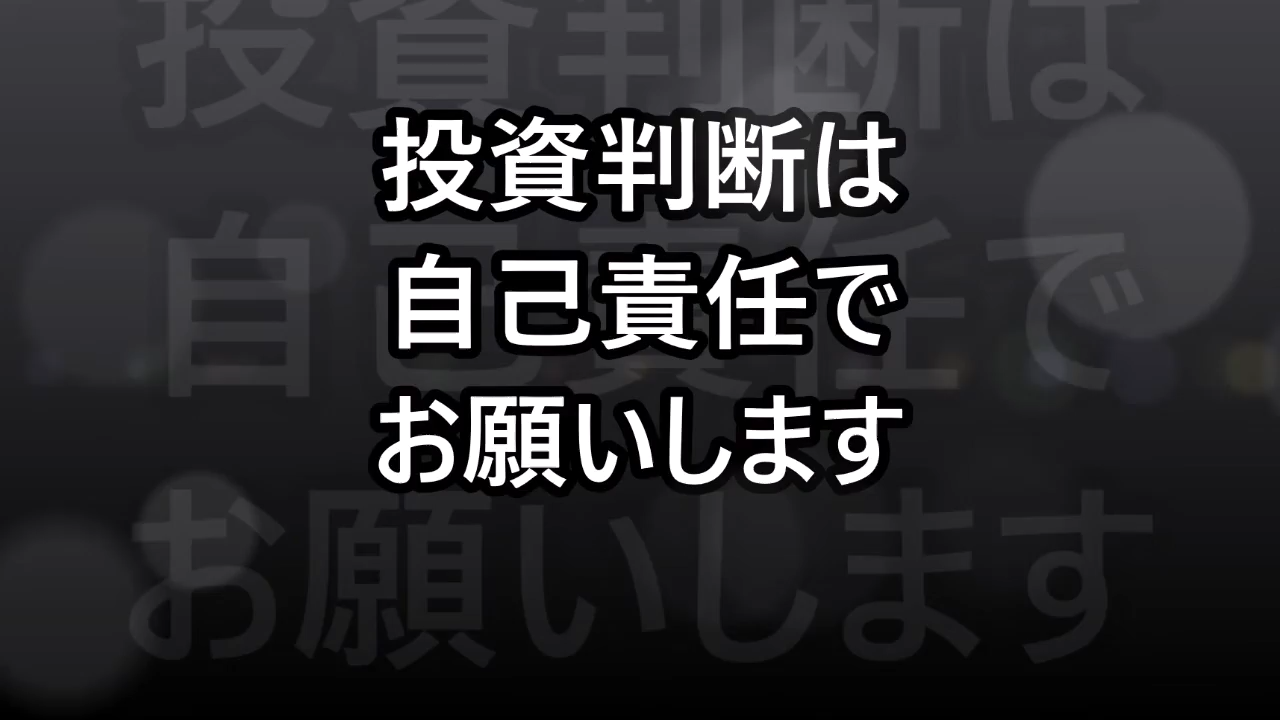 投資判断は
自己責任で
お願いします